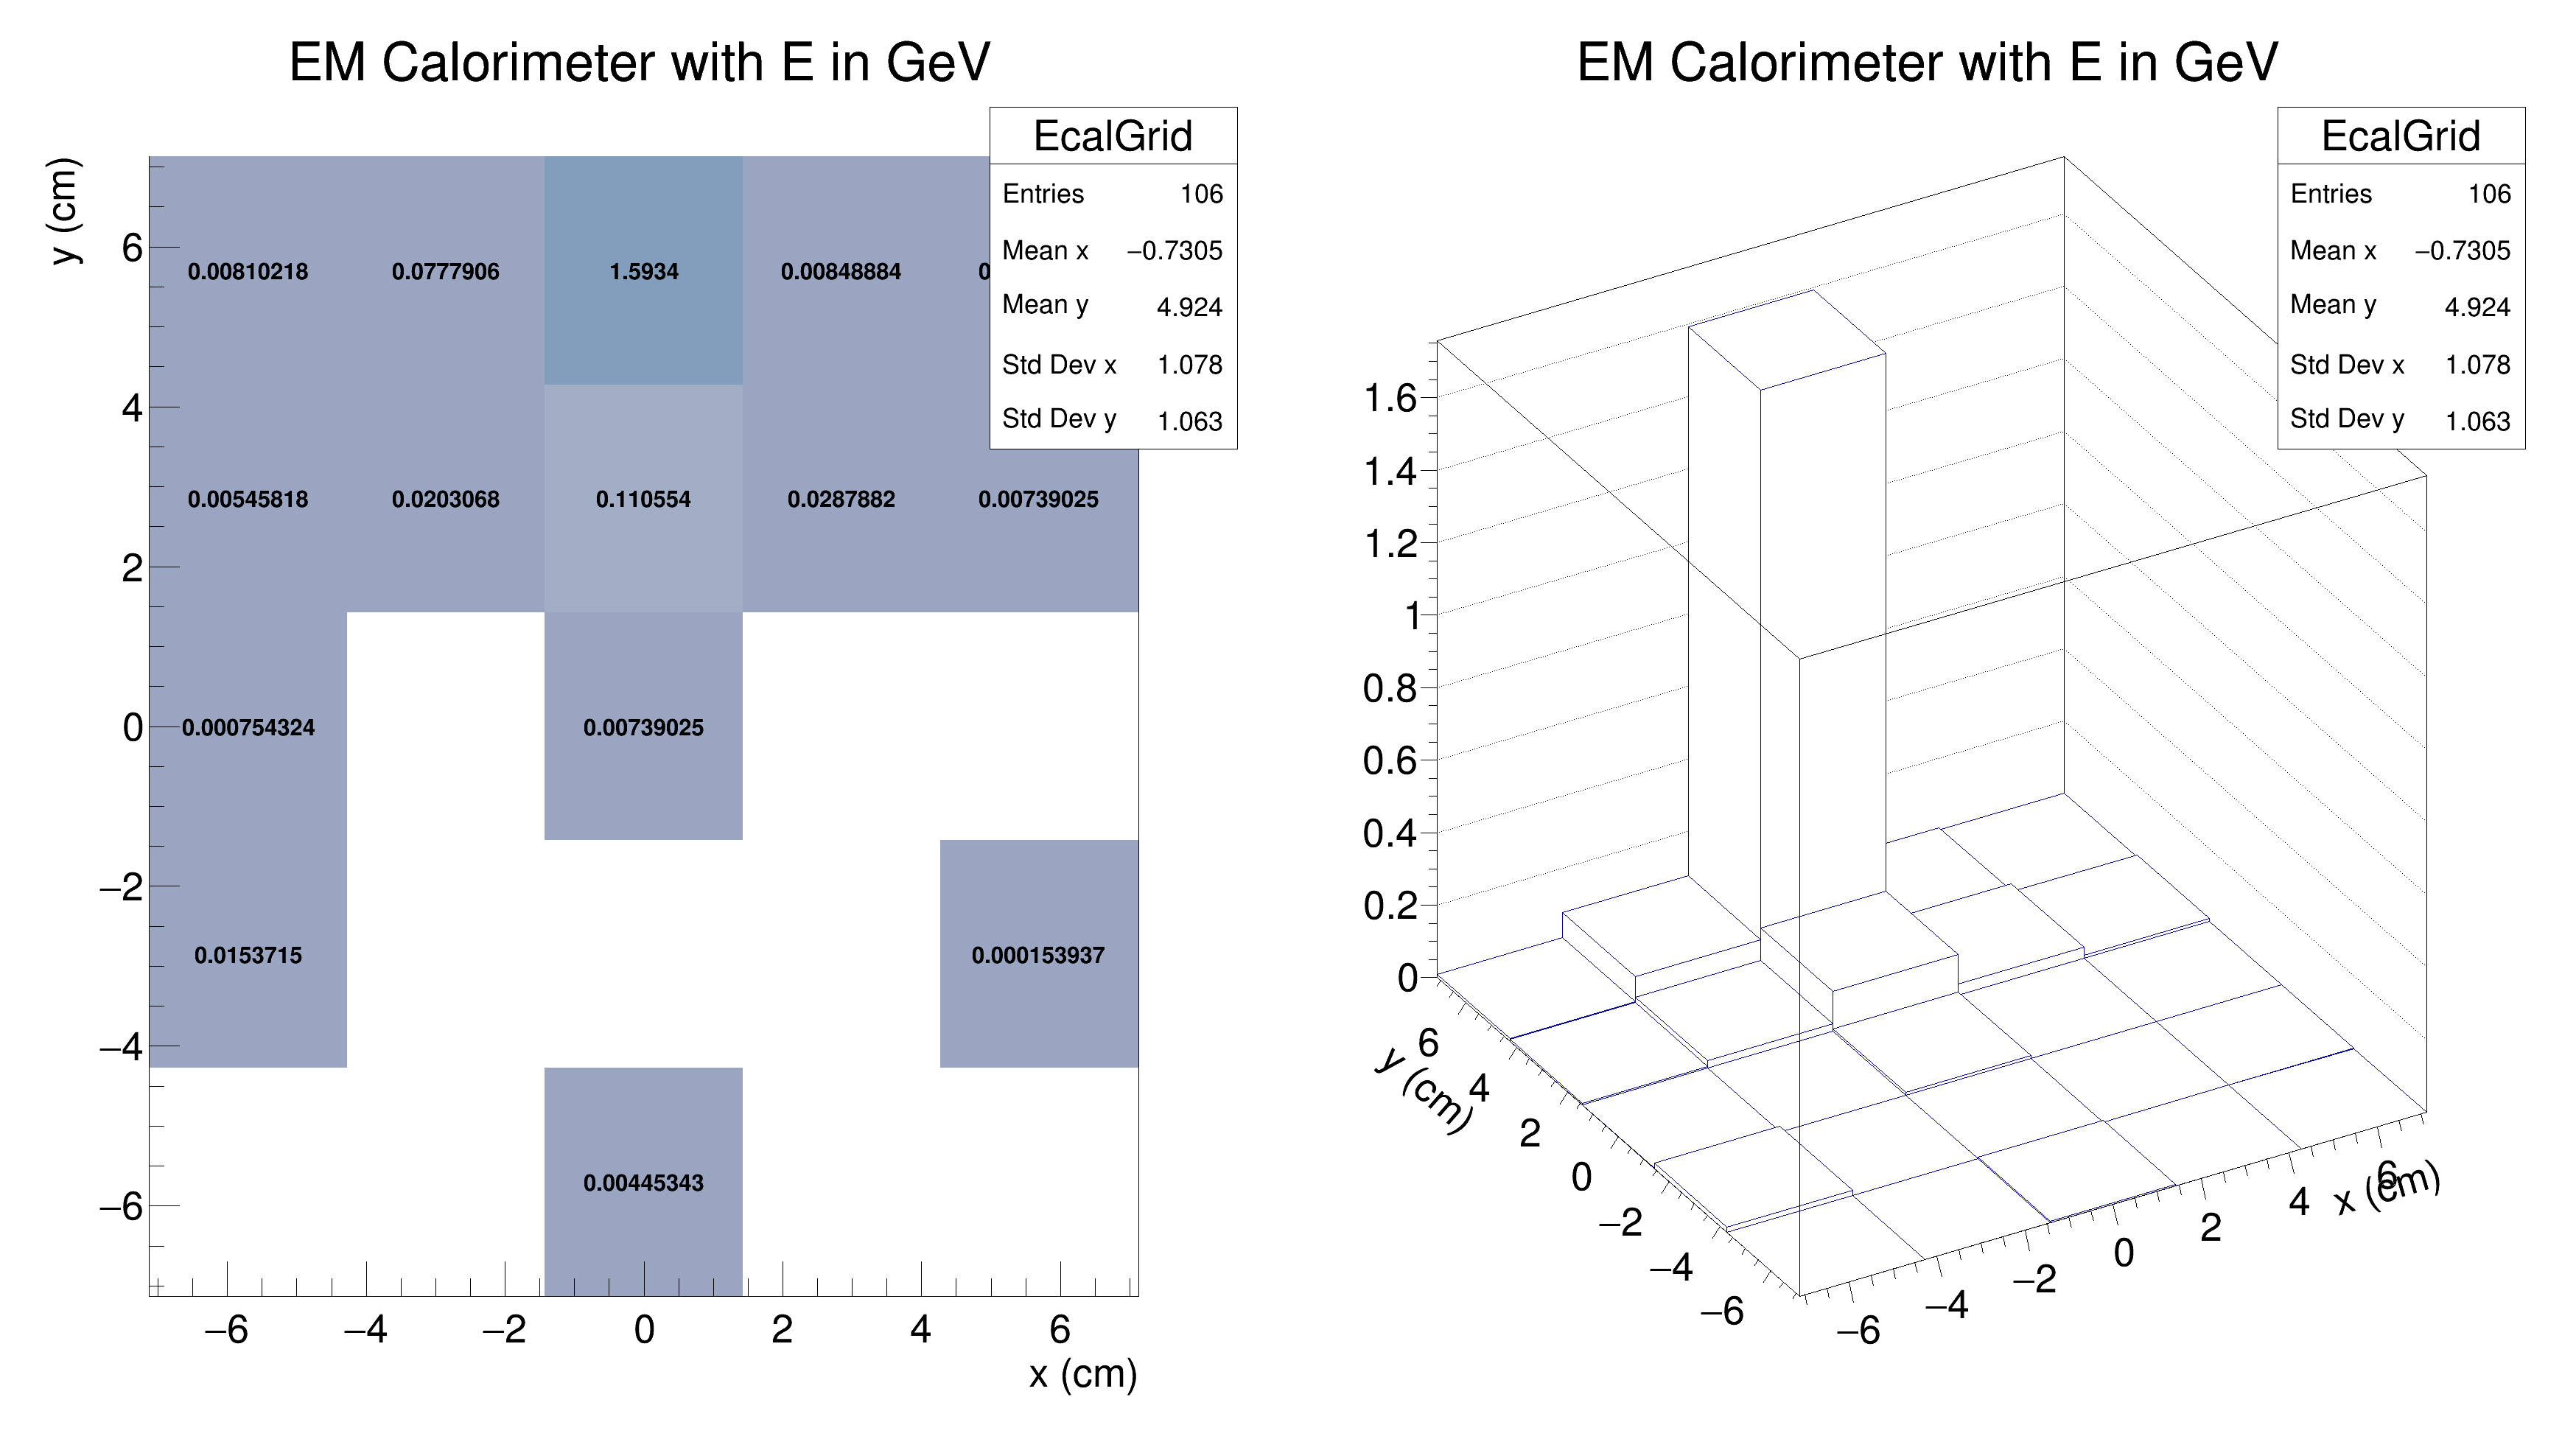 EM Calorimeter with E in GeV
EcalGrid
Entries 106
Mean x −0.7305
Mean y 4.924
Std Dev x 1.078
Std Dev y 1.063
y (cm)
6
4
2
0
−2
−4
−6
0.00810218 0.0777906 1.5934 0.00848884
0.00545818 0.0203068 0.110554 0.0287882 0.00739025
0.000754324 0.00739025
0.0153715 0.000153937
0.00445343
−6 −4 −2 0 2 4 6
x (cm)
EM Calorimeter with E in GeV
EcalGrid
Entries 106
Mean x −0.7305
Mean y 4.924
Std Dev x 1.078
Std Dev y 1.063
1.6
1.4
1.2
1
0.8
0.6
0.4
0.2
0
y (cm)
6
4
2
0
−2
−4
−6
−6
−4
−2
0
2
4
6
x (cm)